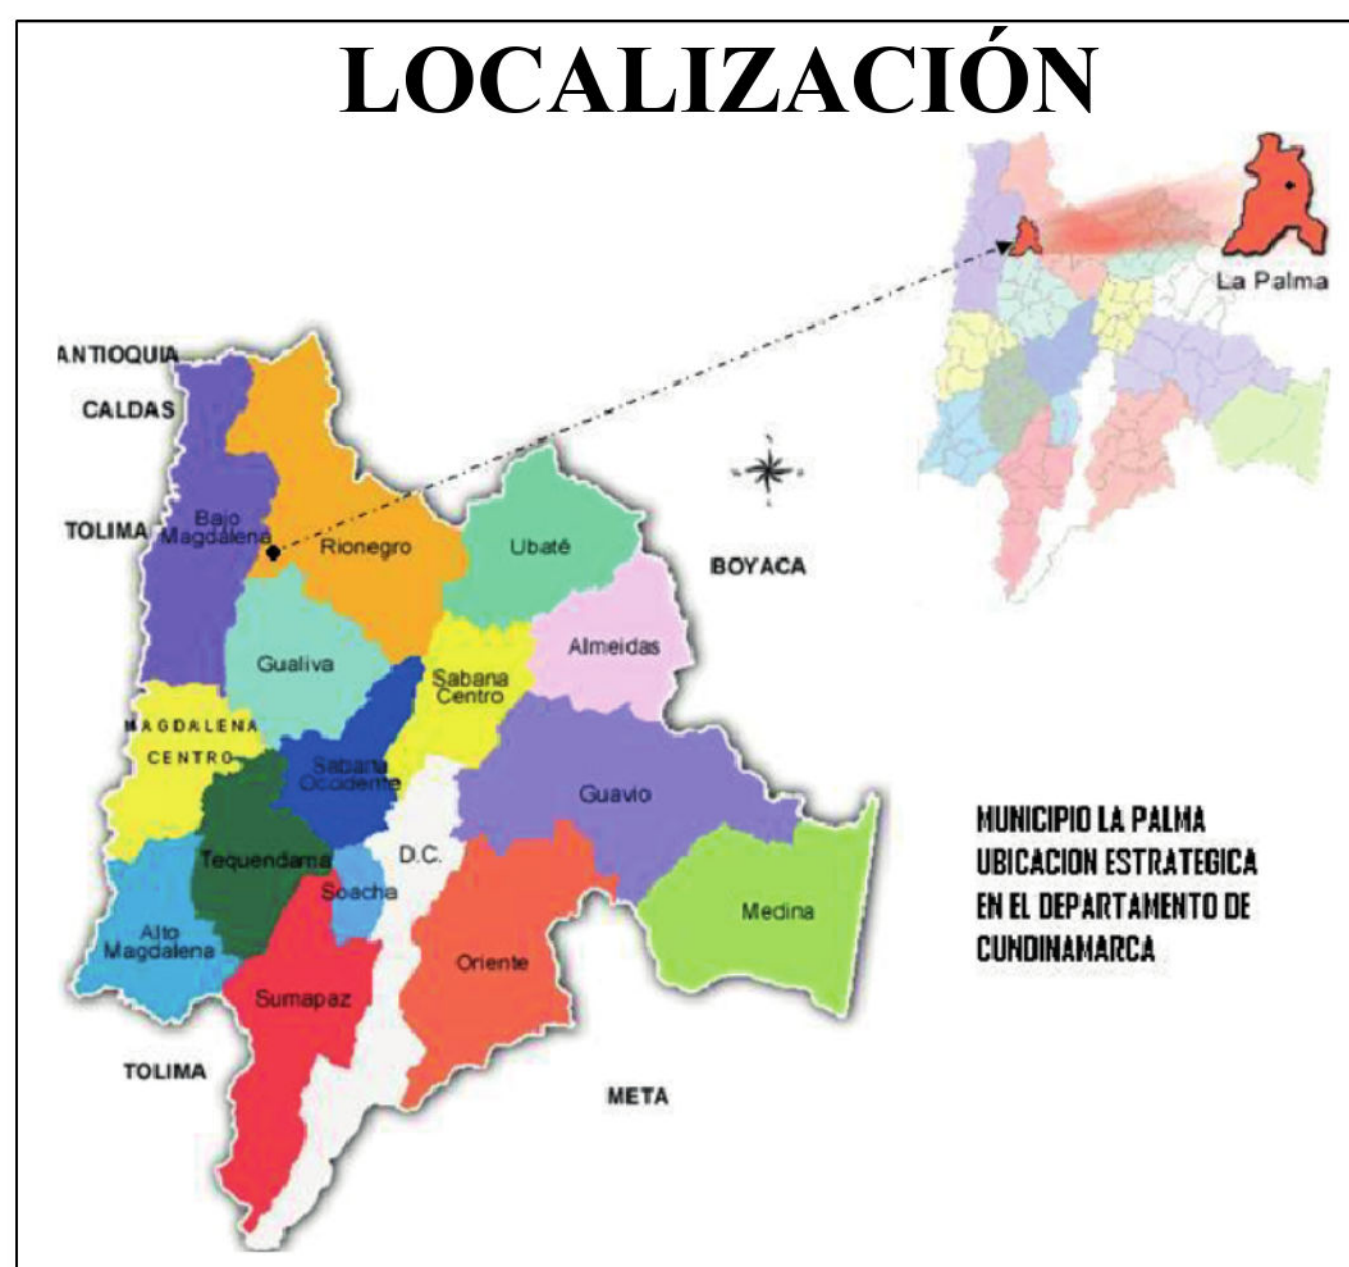 LOCALIZACIÓN
La Palma
ANTIOQUIA
CALDAS
TOLIMA
Bajo
Magdalena
Rionegro
Ubaté
BOYACA
Gualiva
Almeidas
Sabana
Centro
MAGDALENA
CENTRO
Sabana
Occidente
Guavio
MUNICIPIO LA PALMA
UBICACION ESTRATEGICA
EN EL DEPARTAMENTO DE
CUNDINAMARCA
Tequendama
D.C.
Soacha
Medina
Alto
Magdalena
Oriente
Sumapaz
TOLIMA
META